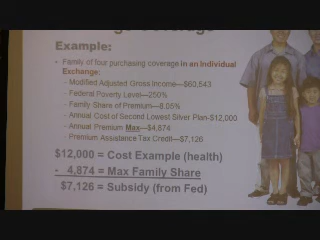 Coverage
Example:
- Family of four purchasing coverage in an Individual
Exchange:
- Modified Adjusted Gross Income—$60,543
- Federal Poverty Level—250%
- Family Share of Premium—8.05%
- Annual Cost of Second Lowest Silver Plan-$12,000
- Annual Premium Max—$4,874
- Premium Assistance Tax Credit—$7,126
$12,000 = Cost Example (health)
- 4,874 = Max Family Share
$7,126 = Subsidy (from Fed)